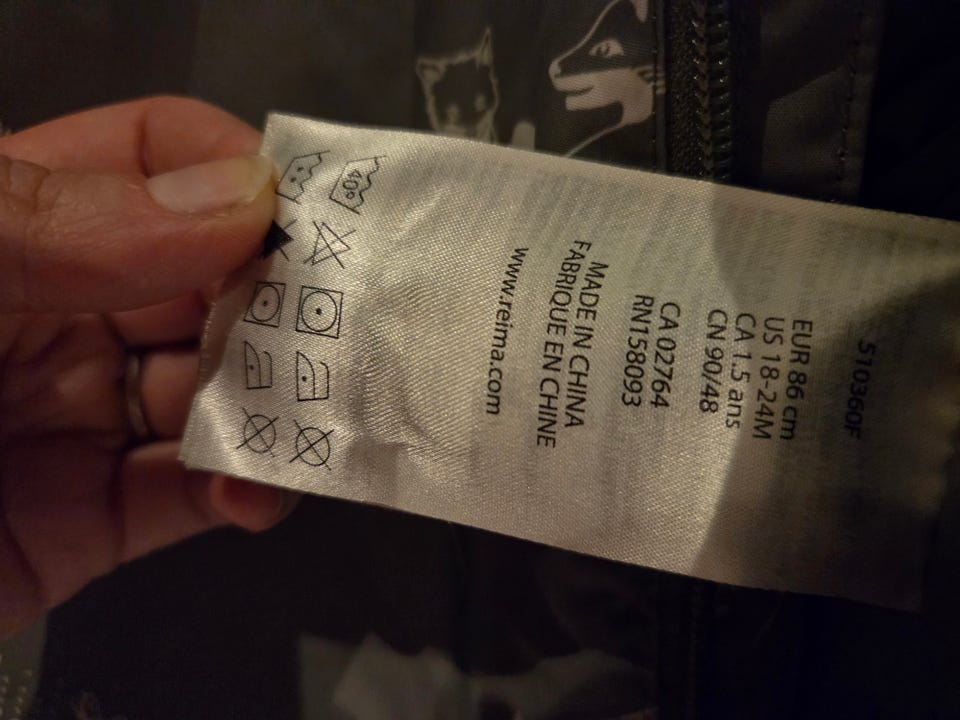 510360F
EUR 86 cm
US 18-24M
CA 1.5 ans
CN 90/48
CA 02764
RN158093
MADE IN CHINA
FABRIQUE EN CHINE
www.reima.com
40°